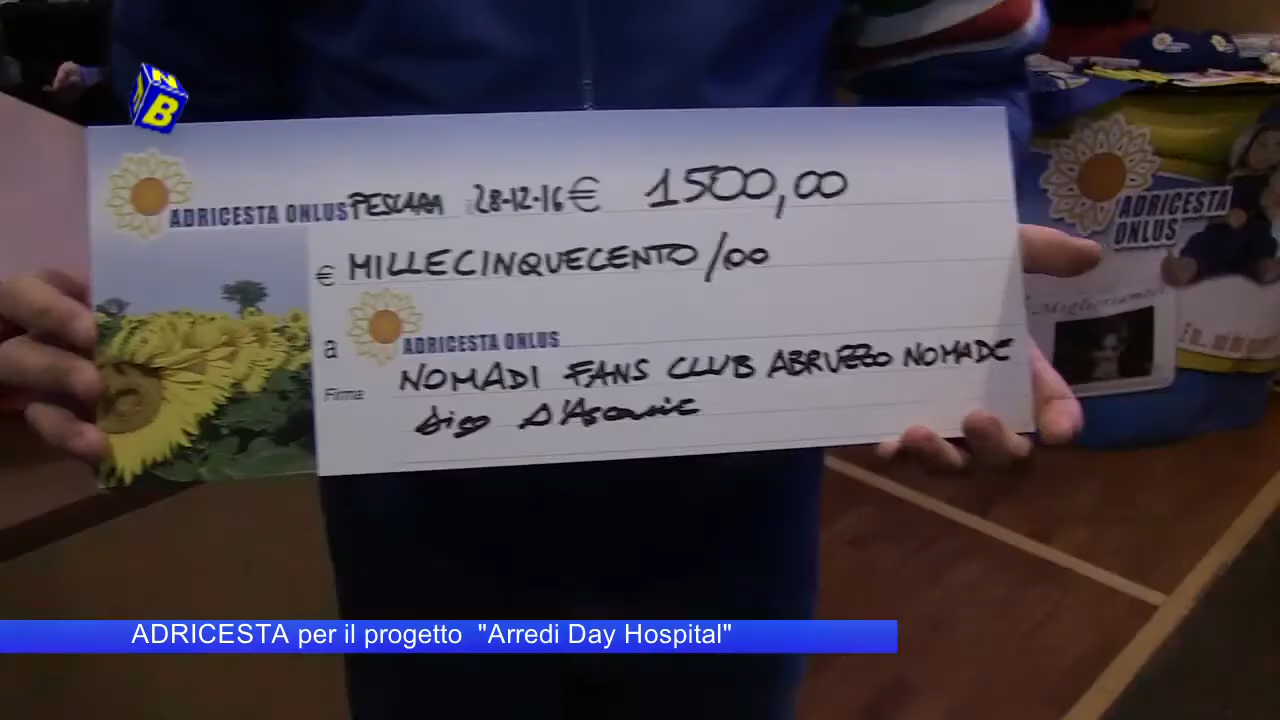 N
B
ADRICESTA ONLUS PESCARA 28-12-16 € 1500,00
€ MILLECINQUECENTO/00
ADRICESTA ONLUS
a ADRICESTA ONLUS
Firma NOMADI FANS CLUB ABRUZZO NOMADE
D'Ascanio
ADRICESTA per il progetto "Arredi Day Hospital"